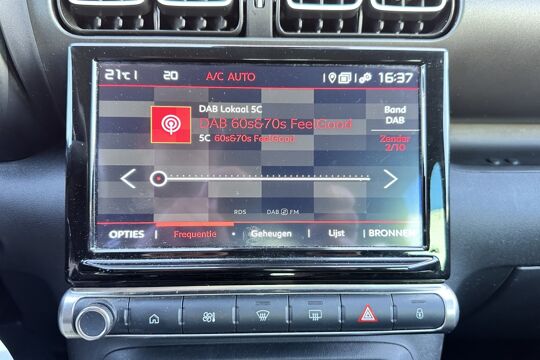 21°C 20 A/C AUTO 16:37
DAB Lokaal 5C
DAB 60s&70s FeelGood
5C 60s&70s FeelGood
Band
DAB
Zender
2/10
RDS DAB FM
OPTIES Frequentie Geheugen Lijst BRONNEN